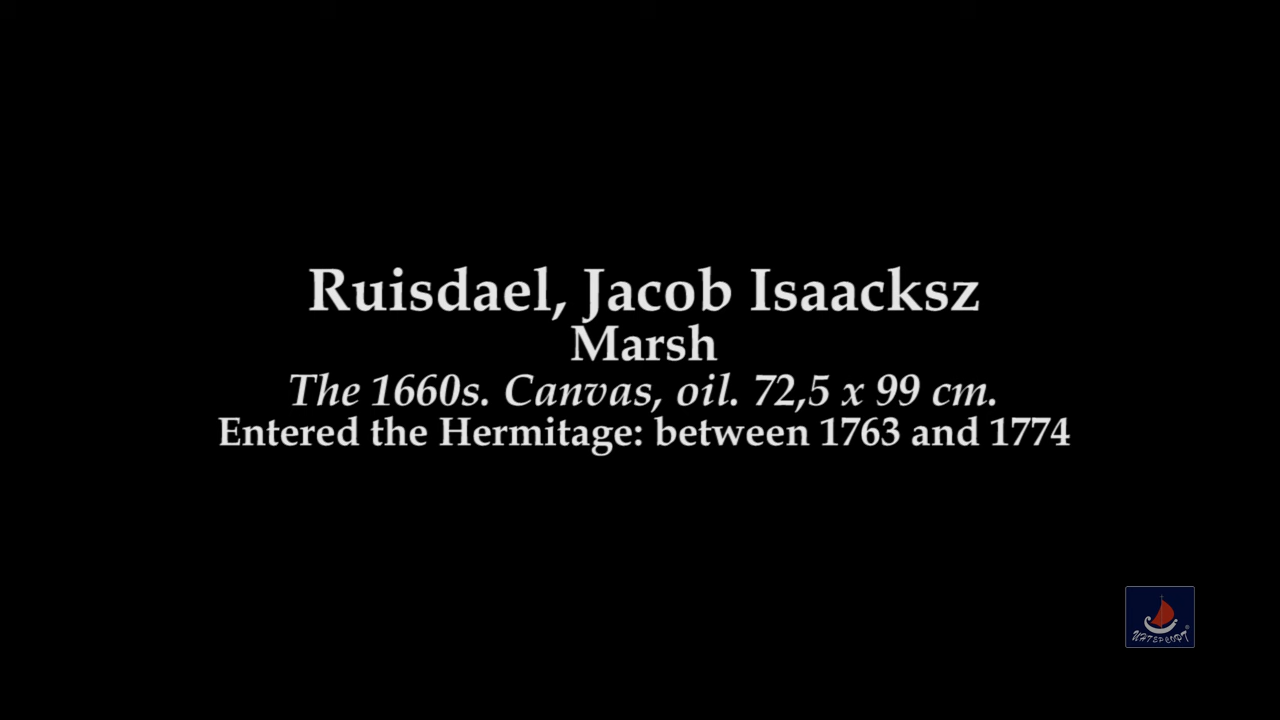 Ruisdael, Jacob Isaacksz
Marsh
The 1660s. Canvas, oil. 72,5 x 99 cm.
Entered the Hermitage: between 1763 and 1774